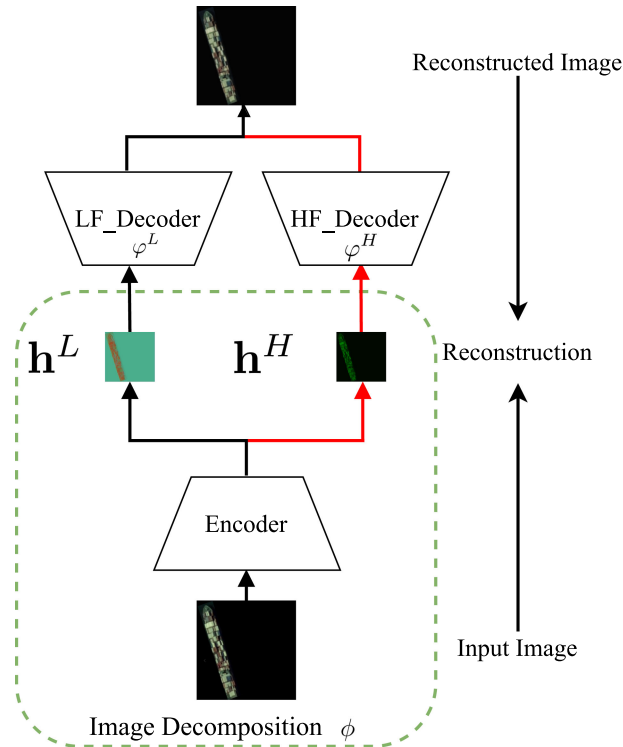 Reconstructed Image
LF_Decoder
φ^L
HF_Decoder
φ^H
h^L
h^H
Reconstruction
Encoder
Input Image
Image Decomposition ϕ